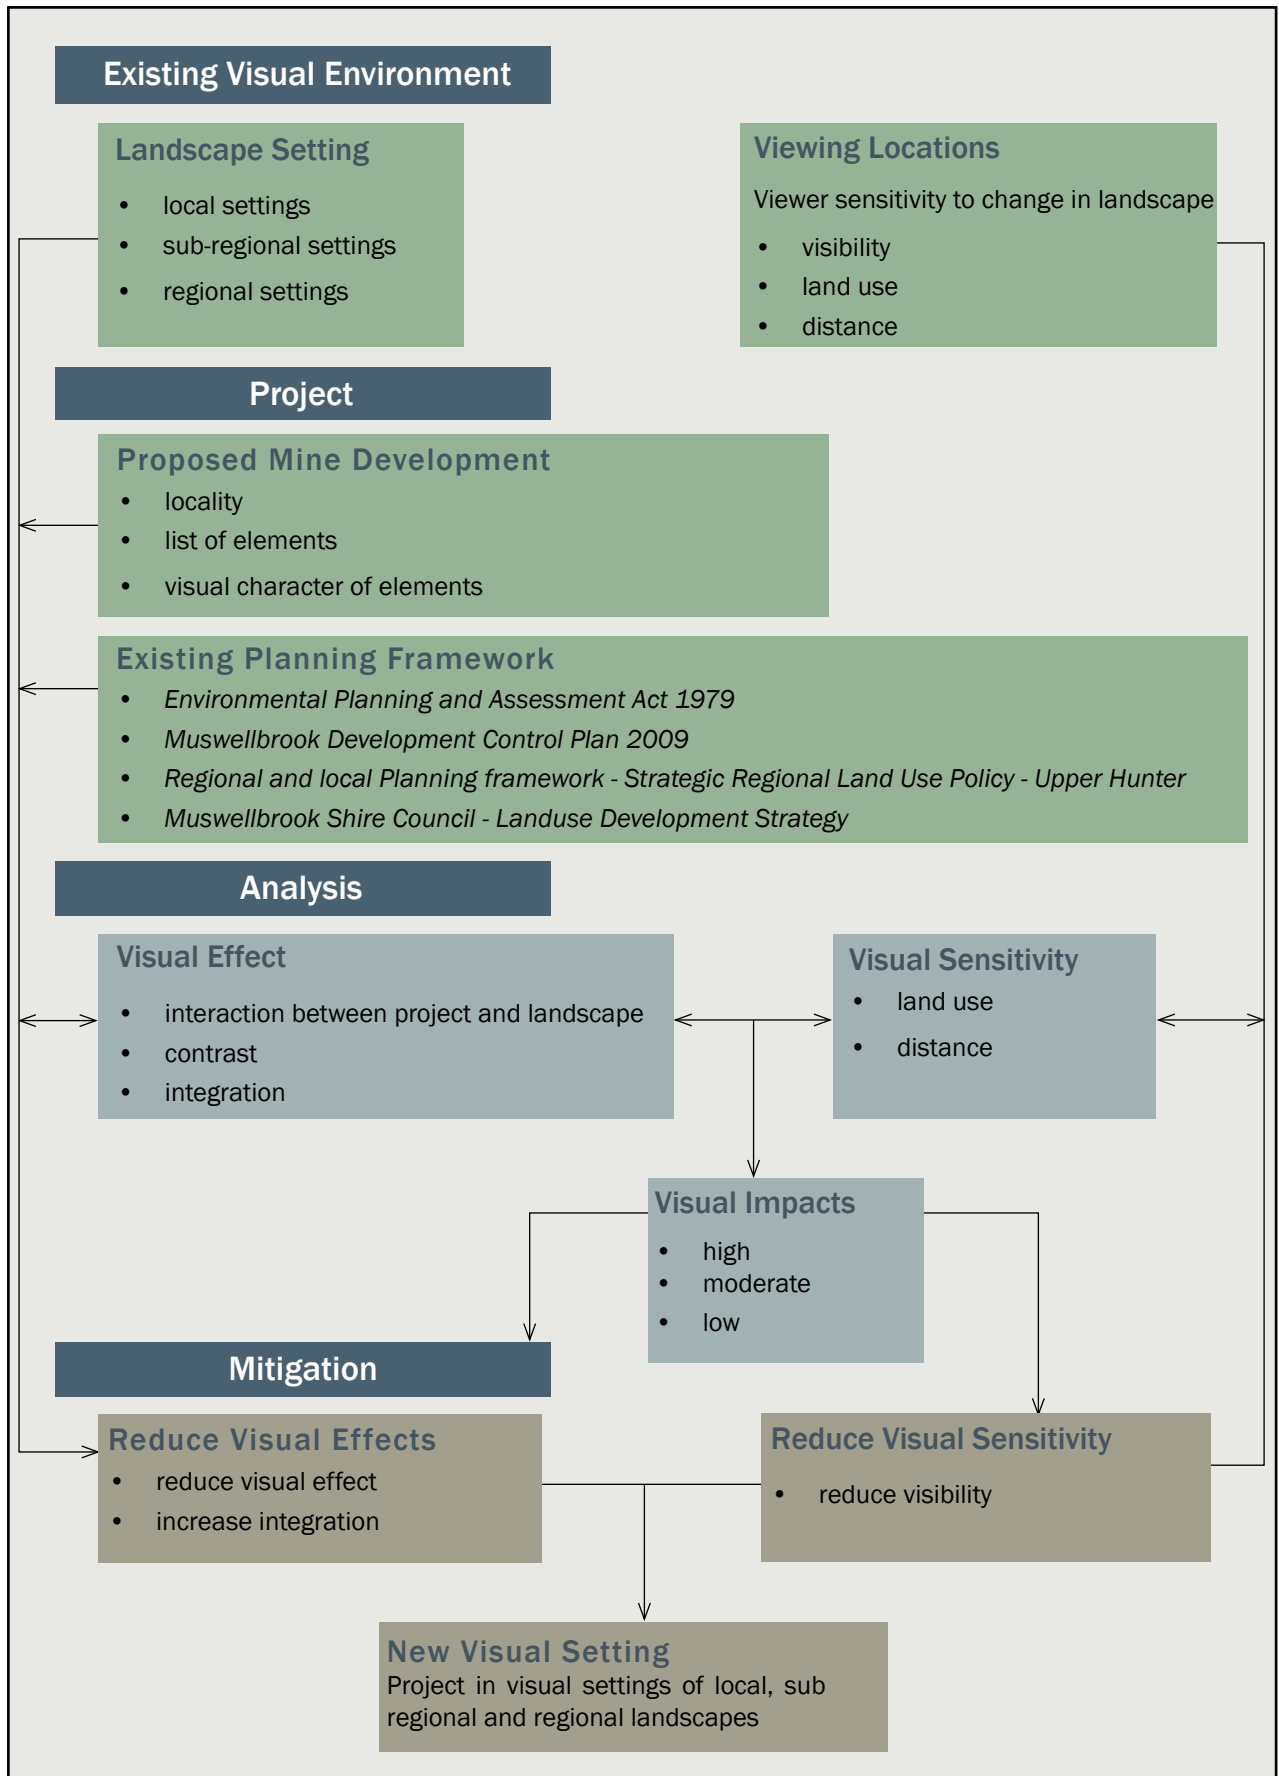 Existing Visual Environment
Landscape Setting
• local settings
• sub-regional settings
• regional settings
Viewing Locations
Viewer sensitivity to change in landscape
• visibility
• land use
• distance
Project
Proposed Mine Development
• locality
• list of elements
• visual character of elements
Existing Planning Framework
• Environmental Planning and Assessment Act 1979
• Muswellbrook Development Control Plan 2009
• Regional and local Planning framework - Strategic Regional Land Use Policy - Upper Hunter
• Muswellbrook Shire Council - Landuse Development Strategy
Analysis
Visual Effect
• interaction between project and landscape
• contrast
• integration
Visual Sensitivity
• land use
• distance
Visual Impacts
• high
• moderate
• low
Mitigation
Reduce Visual Effects
• reduce visual effect
• increase integration
Reduce Visual Sensitivity
• reduce visibility
New Visual Setting
Project in visual settings of local, sub
regional and regional landscapes